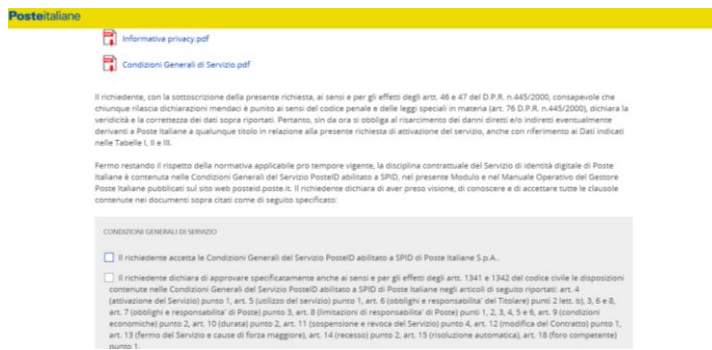 Posteitaliane
Informativa privacy.pdf
Condizioni Generali di Servizio.pdf
Il richiedente, con la sottoscrizione della presente richiesta, ai sensi e per gli effetti degli artt. 46 e 47 del D.P.R. n.445/2000, consapevole che
chiunque rilascia dichiarazioni mendaci è punito ai sensi del codice penale e delle leggi speciali in materia (art. 76 D.P.R. n.445/2000), dichiara la
veridicità e la correttezza dei dati sopra riportati. Pertanto, sin da ora si obbliga al risarcimento dei danni diretti e/o indiretti eventualmente
derivanti a Poste Italiane a qualunque titolo in relazione alla presente richiesta di attivazione del servizio, anche con riferimento ai Dati indicati
nelle Tabelle I, II e III.
Fermo restando il rispetto della normativa applicabile pro tempore vigente, la disciplina contrattuale del Servizio di identità digitale di Poste
Italiane è contenuta nelle Condizioni Generali del Servizio PosteID abilitato a SPID, nel presente Modulo e nel Manuale Operativo del Gestore
Poste Italiane pubblicati sul sito web posteid.poste.it. Il richiedente dichiara di aver preso visione, di conoscere e di accettare tutte le clausole
contenute nei documenti sopra citati come di seguito specificato:
CONDIZIONI GENERALI DI SERVIZIO
Il richiedente accetta le Condizioni Generali del Servizio PosteID abilitato a SPID di Poste Italiane S.p.A..
Il richiedente dichiara di approvare specificatamente anche ai sensi e per gli effetti degli artt. 1341 e 1342 del codice civile le disposizioni
contenute nelle Condizioni Generali del Servizio PosteID abilitato a SPID di Poste Italiane negli articoli di seguito riportati: art. 4
(attivazione del Servizio) punto 1, art. 5 (utilizzo del servizio) punto 1, art. 6 (obblighi e responsabilita' del Titolare) punti 2 lett. b), 3, 6 e 8,
art. 7 (obblighi e responsabilita' di Poste) punto 3, art. 8 (limitazioni di responsabilita' di Poste) punti 1, 2, 3, 4, 5 e 6, art. 9 (condizioni
economiche) punto 2, art. 10 (durata) punto 2, art. 11 (sospensione e revoca del Servizio) punto 4, art. 12 (modifica del Contratto) punto 1,
art. 13 (fermo del Servizio e cause di forza maggiore), art. 14 (recesso) punto 2, art. 15 (risoluzione automatica), art. 18 (foro competente)
punto 1.